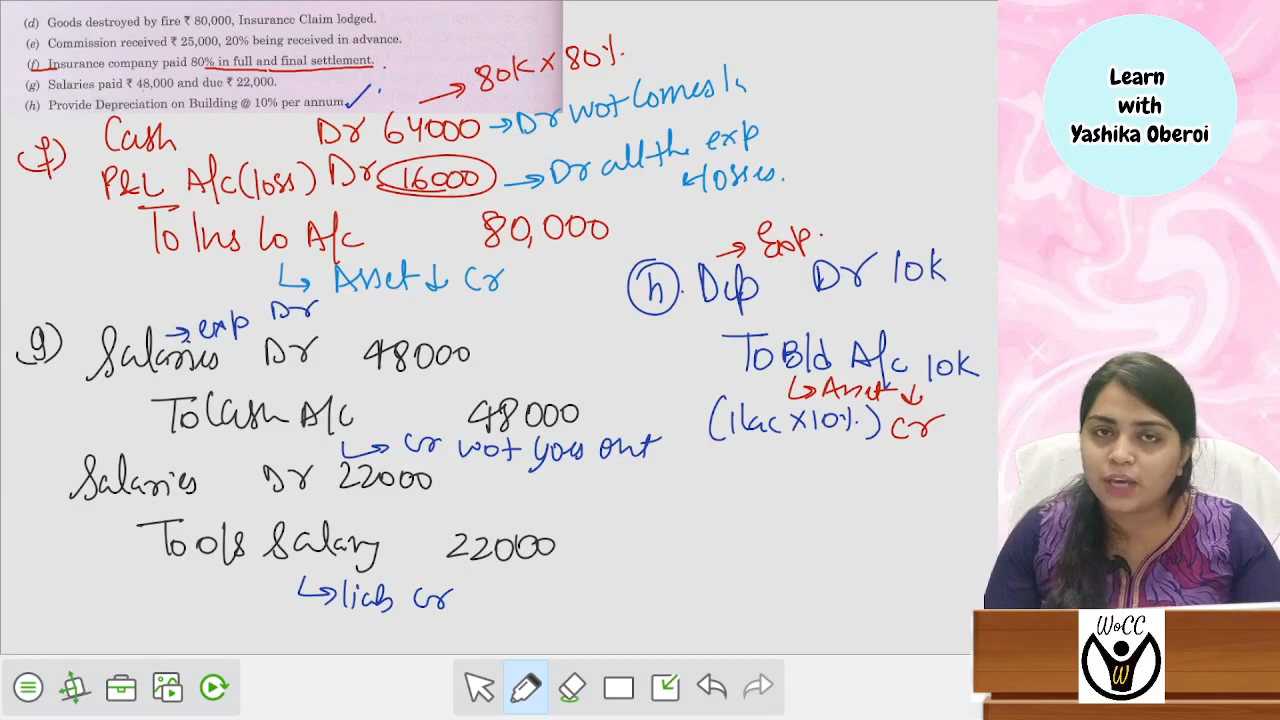 (d) Goods destroyed by fire ₹ 80,000, Insurance Claim lodged.
(e) Commission received ₹ 25,000, 20% being received in advance.
(f) Insurance company paid 80% in full and final settlement.
(g) Salaries paid ₹ 48,000 and due ₹ 22,000.
(h) Provide Depreciation on Building @ 10% per annum
→ 80K × 80%.
f) Cash Dr 64000 → Dr wot Comes In
P&L A/c (loss) Dr 16000 → Dr all the exp + losses.
To Ins Co A/c 80,000
↳ Asset ↓ Cr
g) Salaries Dr 48000
→ exp Dr
To Cash A/c 48000
↳ Cr wot goes out
Salaries Dr 22000
To o/s Salary 22000
↳ liab Cr
→ Exp.
(h). Dep Dr 10k
To Bld A/c 10k
↳ Asset ↓ Cr
(1lac × 10%.)
Learn
with
Yashika Oberoi
WoCC
W